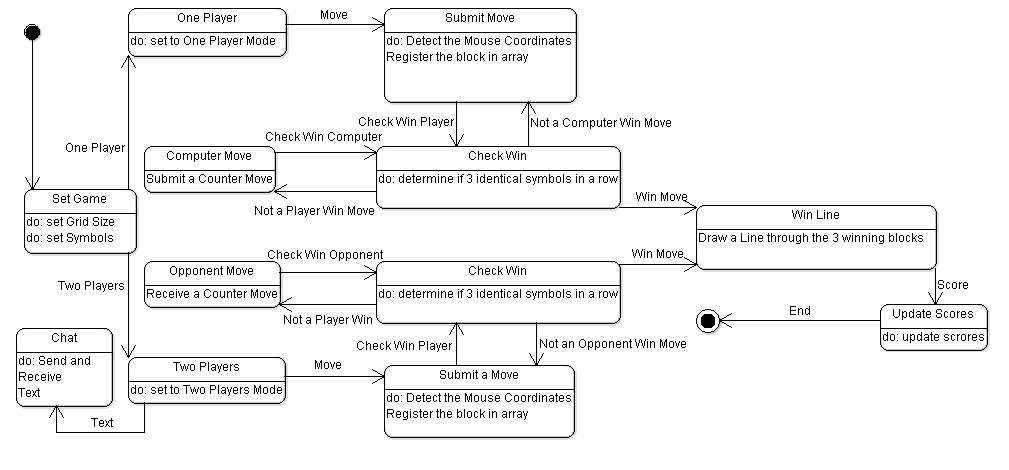 One Player
do: set to One Player Mode
Move
Submit Move
do: Detect the Mouse Coordinates
Register the block in array
Check Win Player
Not a Computer Win Move
One Player
Check Win Computer
Computer Move
Submit a Counter Move
Check Win
do: determine if 3 identical symbols in a row
Not a Player Win Move
Win Move
Set Game
do: set Grid Size
do: set Symbols
Win Line
Draw a Line through the 3 winning blocks
Check Win Opponent
Win Move
Opponent Move
Receive a Counter Move
Check Win
do: determine if 3 identical symbols in a row
Two Players
Not a Player Win
Score
End
Update Scores
do: update scrores
Chat
do: Send and
Receive
Text
Check Win Player
Not an Opponent Win Move
Two Players
do: set to Two Players Mode
Move
Submit a Move
do: Detect the Mouse Coordinates
Register the block in array
Text